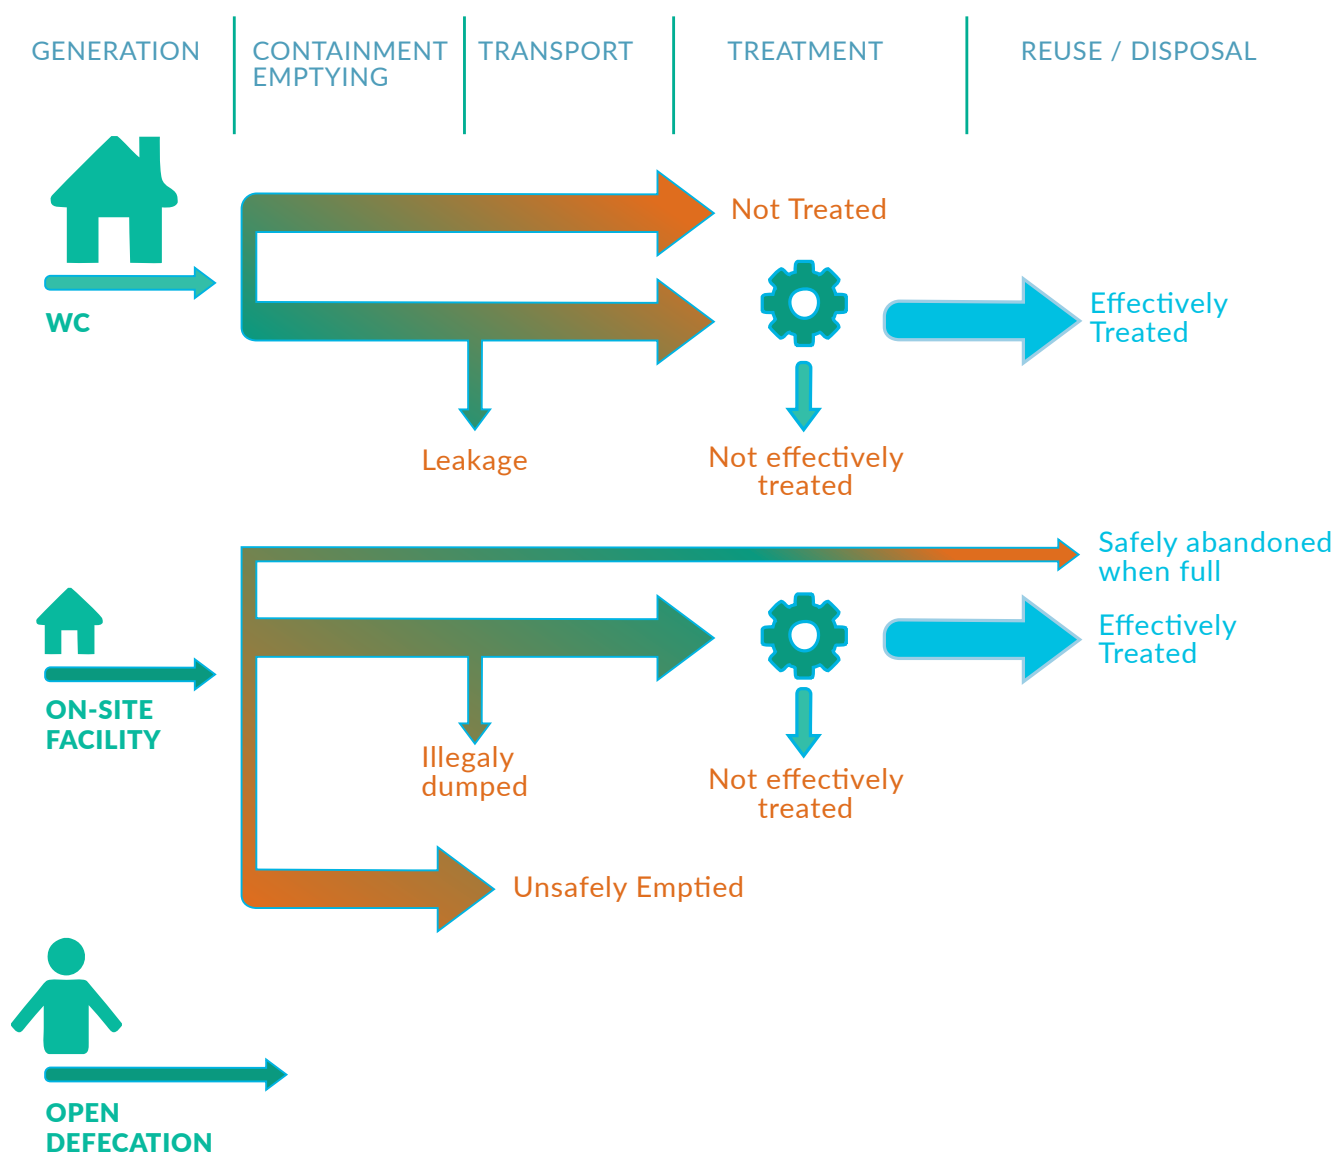 GENERATION
CONTAINMENT
EMPTYING
TRANSPORT
TREATMENT
REUSE / DISPOSAL
WC
Not Treated
Effectively
Treated
Leakage
Not effectively
treated
ON-SITE
FACILITY
Safely abandoned
when full
Effectively
Treated
Illegaly
dumped
Not effectively
treated
Unsafely Emptied
OPEN
DEFECATION